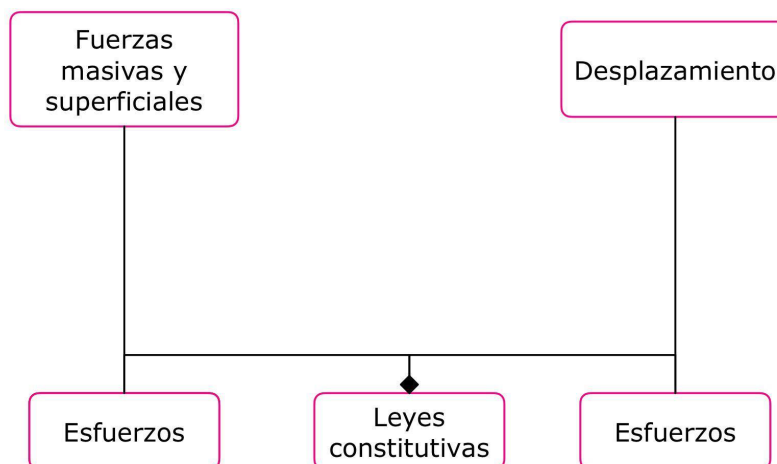 Fuerzas
masivas y
superficiales
Desplazamiento
Esfuerzos
Leyes
constitutivas
Esfuerzos